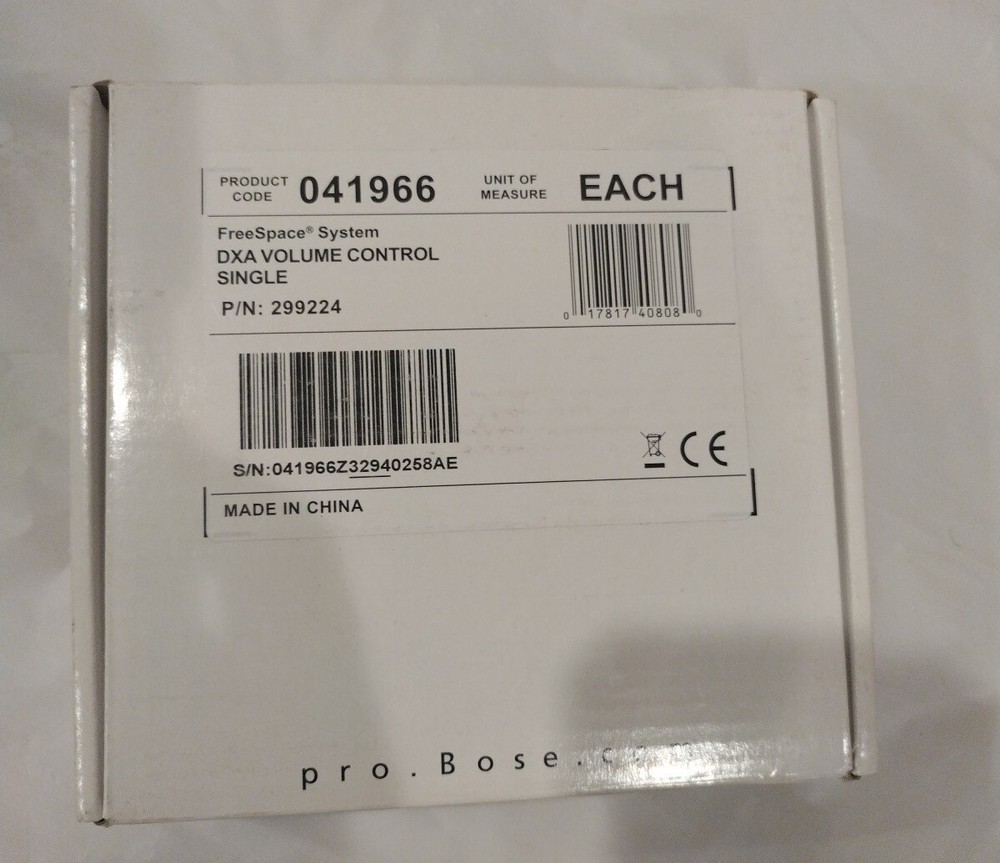 PRODUCT CODE 041966 UNIT OF MEASURE EACH
FreeSpace® System
DXA VOLUME CONTROL
SINGLE
P/N: 299224
0 17817 40808 0
S/N:041966Z32940258AE
CE
MADE IN CHINA
pro.Bose.com